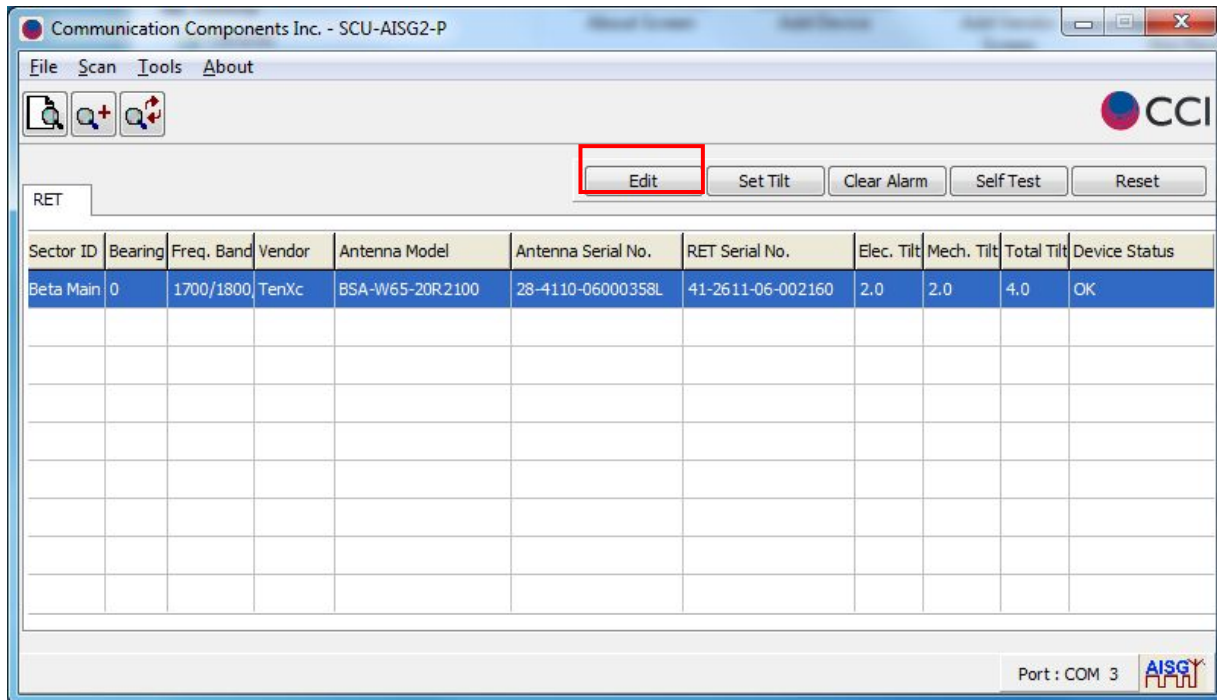 Communication Components Inc. - SCU-AISG2-P
File Scan Tools About
CCI
Edit Set Tilt Clear Alarm Self Test Reset
RET
Sector ID Bearing Freq. Band Vendor Antenna Model Antenna Serial No. RET Serial No. Elec. Tilt Mech. Tilt Total Tilt Device Status
Beta Main 0 1700/1800, TenXc BSA-W65-20R2100 28-4110-06000358L 41-2611-06-002160 2.0 2.0 4.0 OK
Port : COM 3 AISG